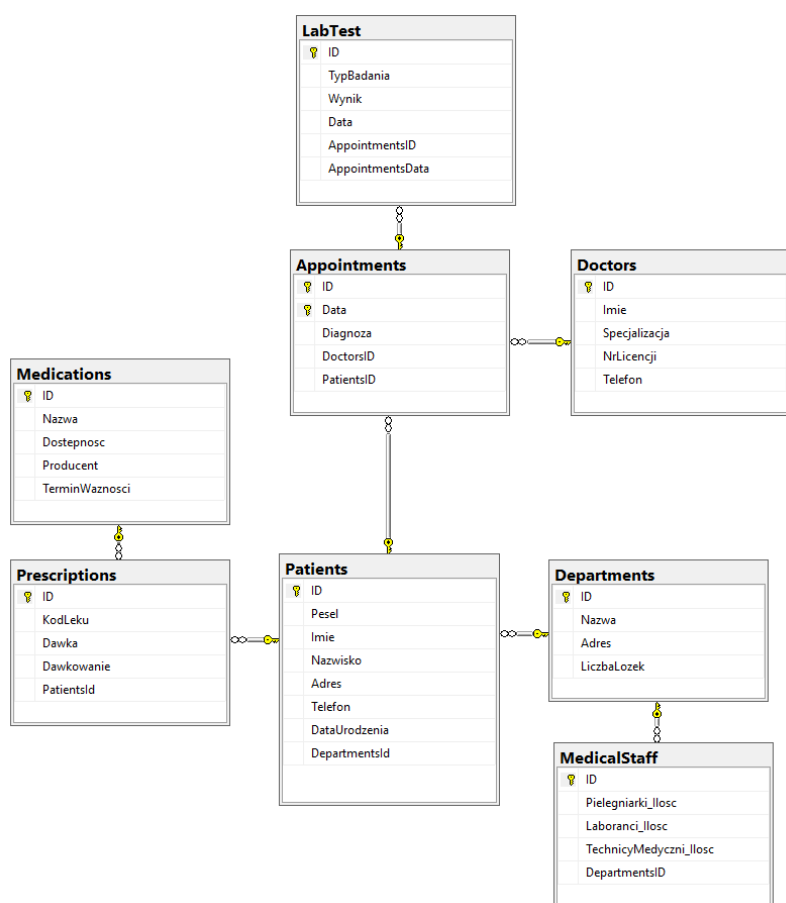 LabTest
ID
TypBadania
Wynik
Data
AppointmentsID
AppointmentsData
Appointments
ID
Data
Diagnoza
DoctorsID
PatientsID
Doctors
ID
Imie
Specjalizacja
NrLicencji
Telefon
Medications
ID
Nazwa
Dostepnosc
Producent
TerminWaznosci
Prescriptions
ID
KodLeku
Dawka
Dawkowanie
PatientsId
Patients
ID
Pesel
Imie
Nazwisko
Adres
Telefon
DataUrodzenia
DepartmentsId
Departments
ID
Nazwa
Adres
LiczbaLozek
MedicalStaff
ID
Pielegniarki_Ilosc
Laboranci_Ilosc
TechnicyMedyczni_Ilosc
DepartmentsID